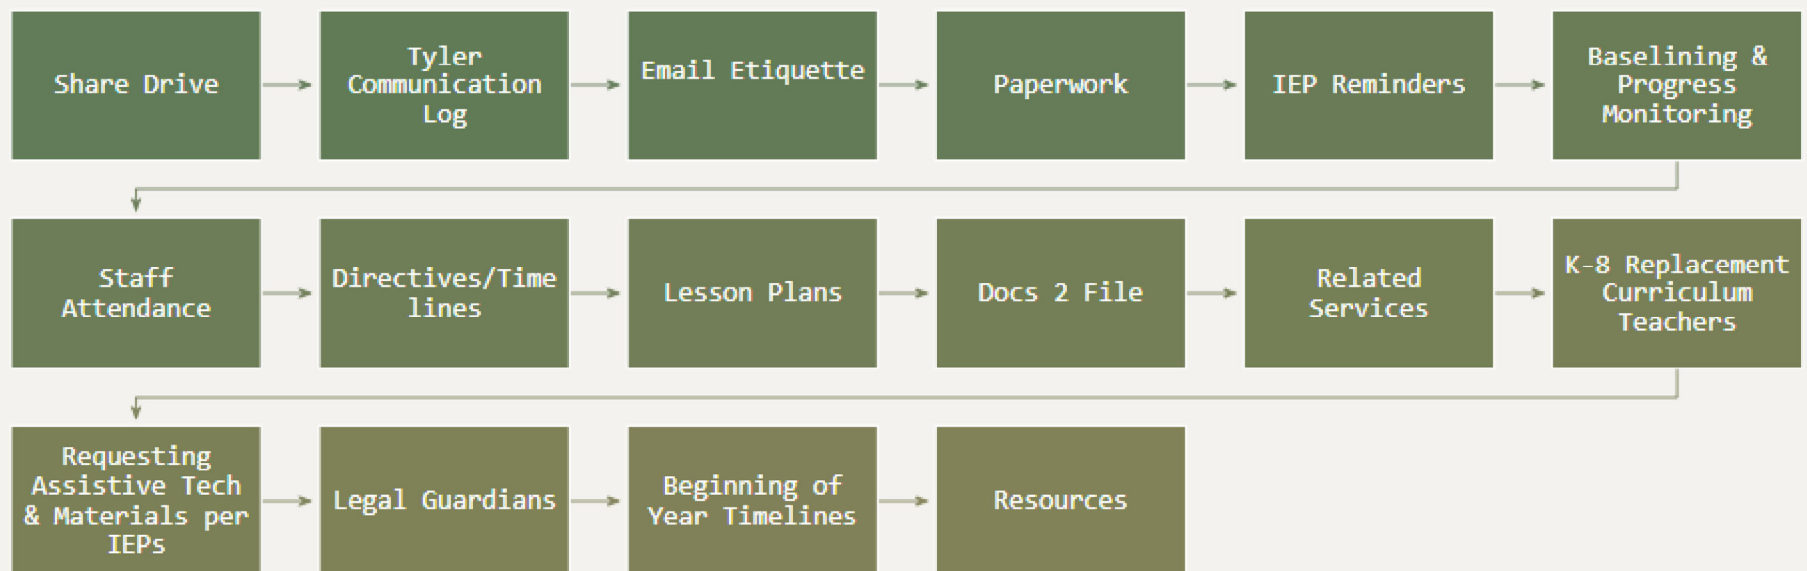 Share Drive
Tyler
Communication
Log
Email Etiquette
Paperwork
IEP Reminders
Baselining &
Progress
Monitoring
Staff
Attendance
Directives/Time
lines
Lesson Plans
Docs 2 File
Related
Services
K-8 Replacement
Curriculum
Teachers
Requesting
Assistive Tech
& Materials per
IEPs
Legal Guardians
Beginning of
Year Timelines
Resources